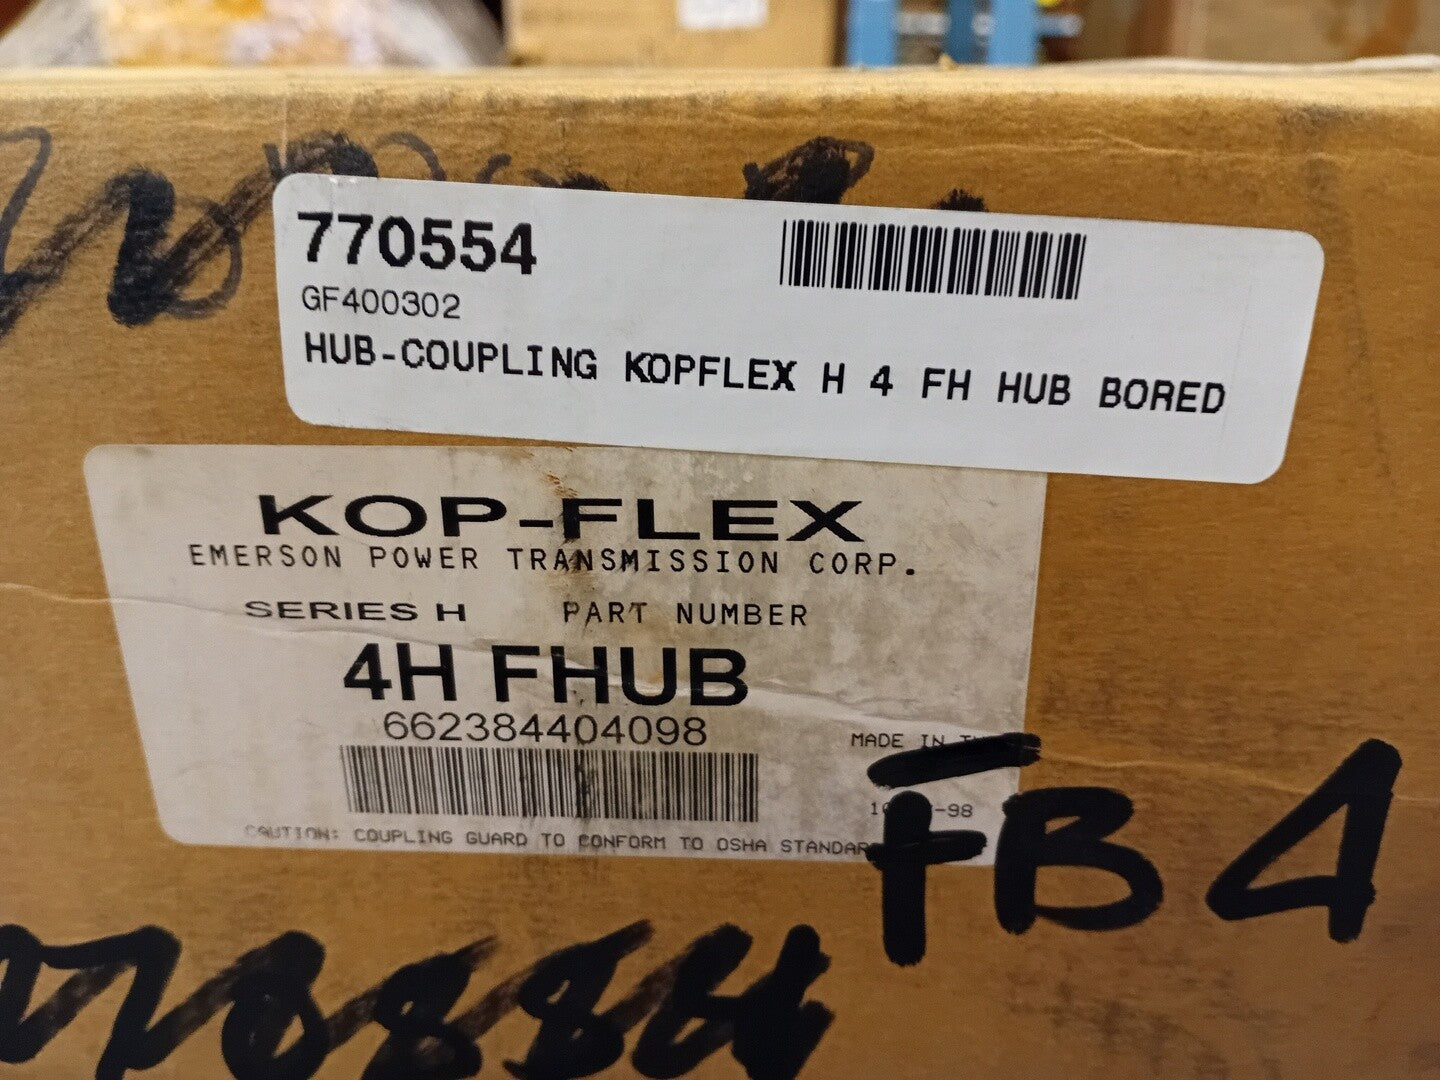 770554
GF400302
HUB-COUPLING KOPFLEX H 4 FH HUB BORED
KOP-FLEX
EMERSON POWER TRANSMISSION CORP.
SERIES H PART NUMBER
4H FHUB
662384404098
MADE IN
-98
CAUTION: COUPLING GUARD TO CONFORM TO OSHA
FB4